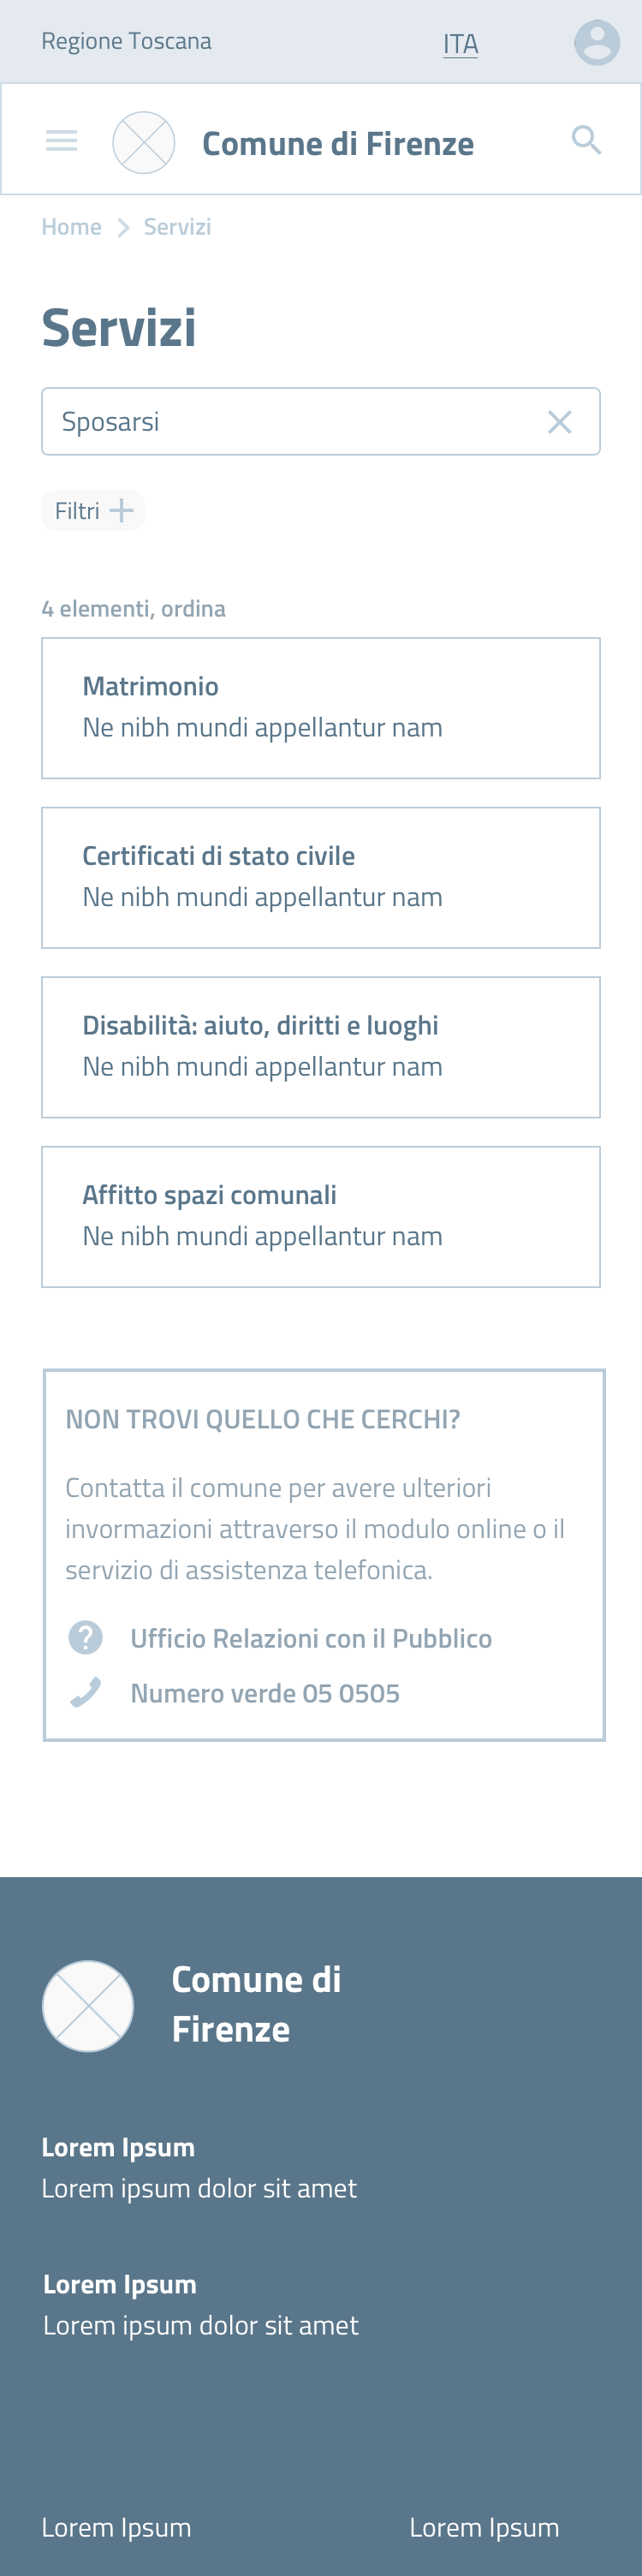 Regione Toscana
ITA
Comune di Firenze
Home
Servizi
Servizi
Sposarsi
Filtri
4 elementi, ordina
Matrimonio
Ne nibh mundi appellantur nam
Certificati di stato civile
Ne nibh mundi appellantur nam
Disabilità: aiuto, diritti e luoghi
Ne nibh mundi appellantur nam
Affitto spazi comunali
Ne nibh mundi appellantur nam
NON TROVI QUELLO CHE CERCHI?
Contatta il comune per avere ulteriori
invormazioni attraverso il modulo online o il
servizio di assistenza telefonica.
Ufficio Relazioni con il Pubblico
Numero verde 05 0505
Comune di
Firenze
Lorem Ipsum
Lorem ipsum dolor sit amet
Lorem Ipsum
Lorem ipsum dolor sit amet
Lorem Ipsum
Lorem Ipsum